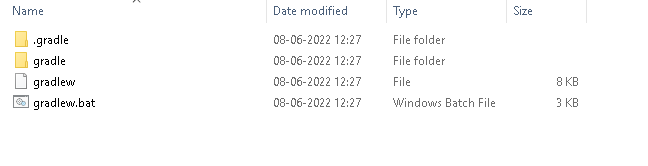 Name Date modified Type Size
.gradle 08-06-2022 12:27 File folder
gradle 08-06-2022 12:27 File folder
gradlew 08-06-2022 12:27 File 8 KB
gradlew.bat 08-06-2022 12:27 Windows Batch File 3 KB